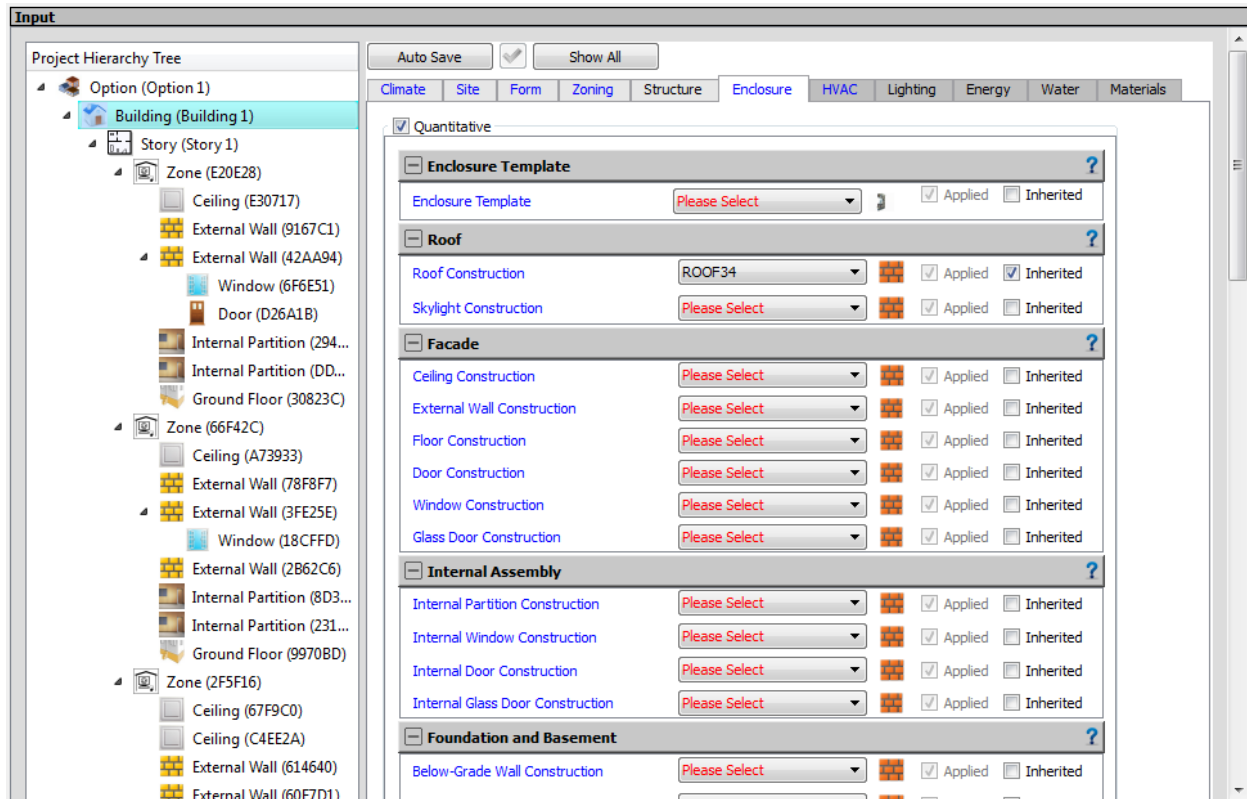 Input
Project Hierarchy Tree
Option (Option 1)
Building (Building 1)
Story (Story 1)
Zone (E20E28)
Ceiling (E30717)
External Wall (9167C1)
External Wall (42AA94)
Window (6F6E51)
Door (D26A1B)
Internal Partition (294...
Internal Partition (DD...
Ground Floor (30823C)
Zone (66F42C)
Ceiling (A73933)
External Wall (78F8F7)
External Wall (3FE25E)
Window (18CFFD)
External Wall (2B62C6)
Internal Partition (8D3...
Internal Partition (231...
Ground Floor (9970BD)
Zone (2F5F16)
Ceiling (67F9C0)
Ceiling (C4EE2A)
External Wall (614640)
External Wall (60F7D1)
Auto Save Show All
Climate Site Form Zoning Structure Enclosure HVAC Lighting Energy Water Materials
Quantitative
Enclosure Template ?
Enclosure Template Please Select Applied Inherited
Roof ?
Roof Construction ROOF34 Applied Inherited
Skylight Construction Please Select Applied Inherited
Facade ?
Ceiling Construction Please Select Applied Inherited
External Wall Construction Please Select Applied Inherited
Floor Construction Please Select Applied Inherited
Door Construction Please Select Applied Inherited
Window Construction Please Select Applied Inherited
Glass Door Construction Please Select Applied Inherited
Internal Assembly ?
Internal Partition Construction Please Select Applied Inherited
Internal Window Construction Please Select Applied Inherited
Internal Door Construction Please Select Applied Inherited
Internal Glass Door Construction Please Select Applied Inherited
Foundation and Basement ?
Below-Grade Wall Construction Please Select Applied Inherited